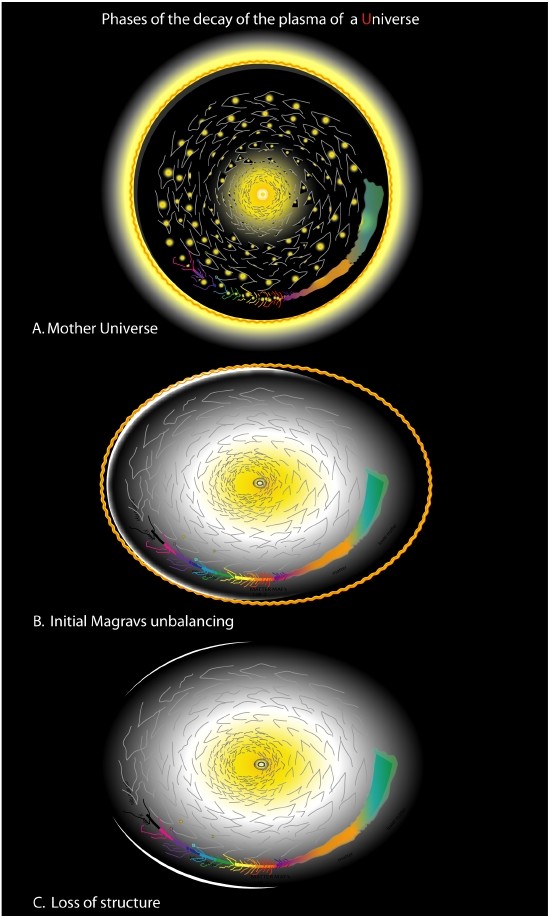 Phases of the decay of the plasma of a Universe
A. Mother Universe
B. Initial Magravs unbalancing
C. Loss of structure